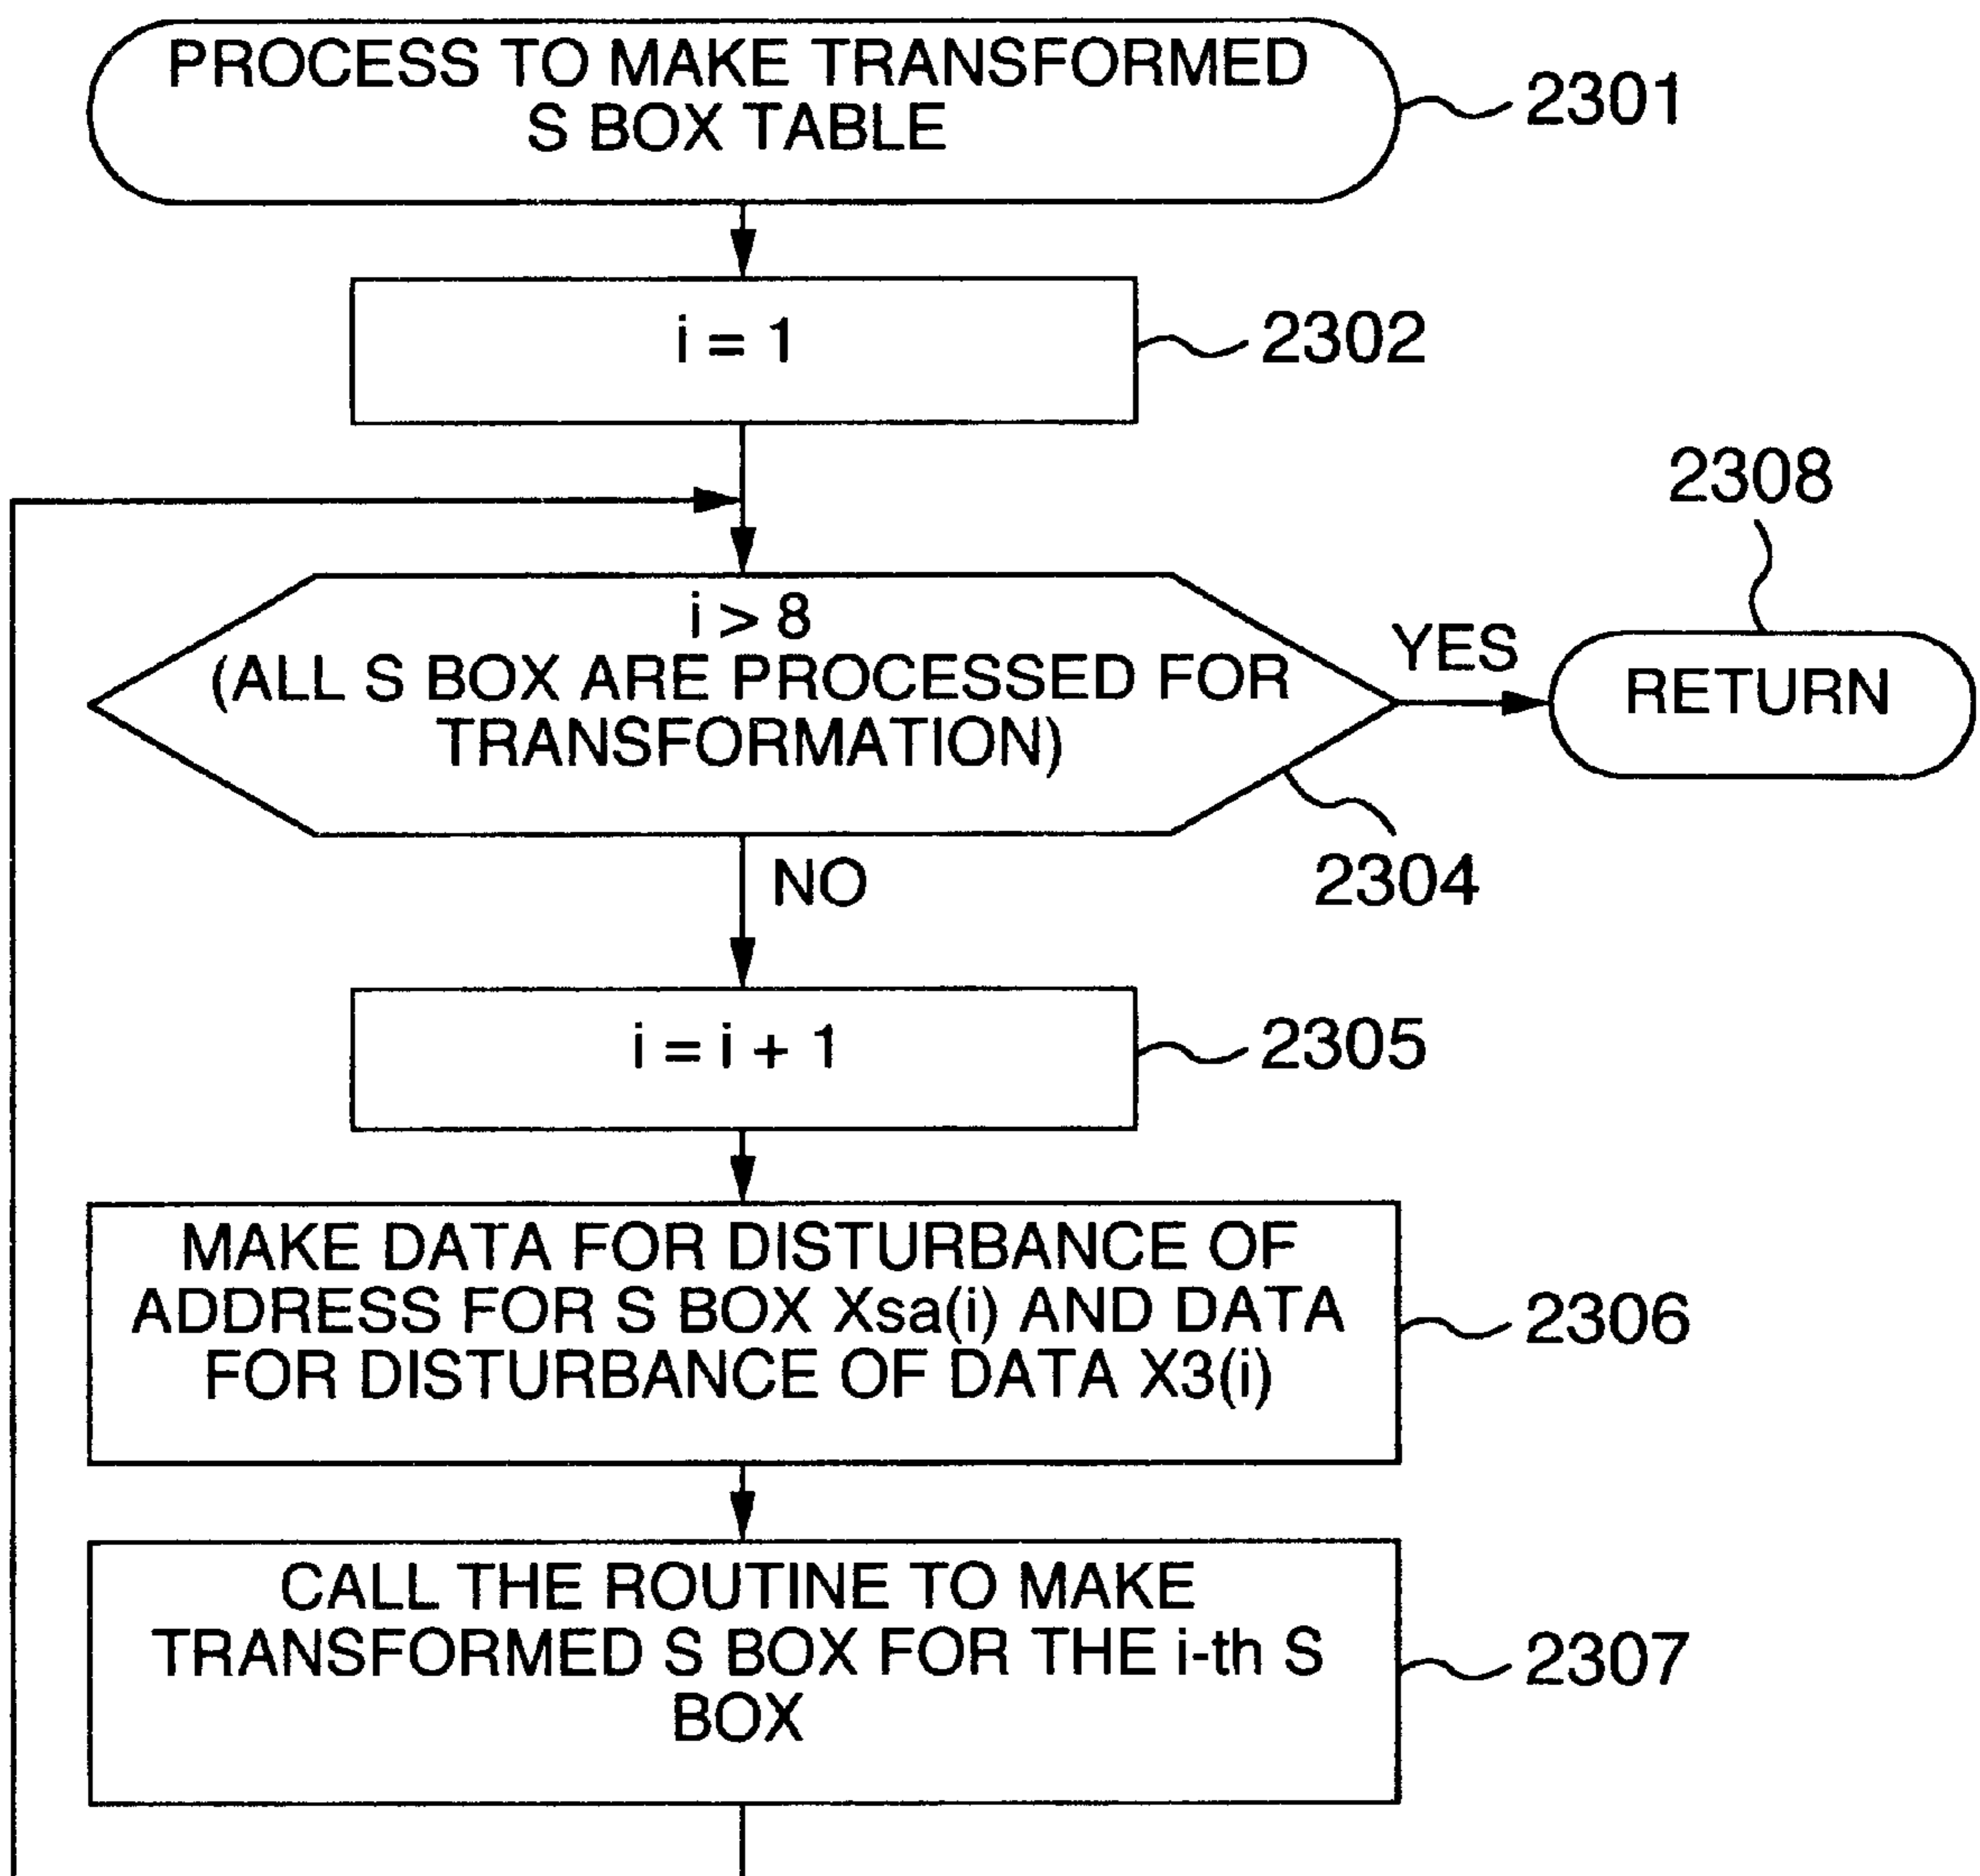 PROCESS TO MAKE TRANSFORMED
S BOX TABLE
2301
i = 1
2302
2308
i > 8
(ALL S BOX ARE PROCESSED FOR
TRANSFORMATION)
YES
RETURN
2304
NO
i = i + 1
2305
MAKE DATA FOR DISTURBANCE OF
ADDRESS FOR S BOX Xsa(i) AND DATA
FOR DISTURBANCE OF DATA X3(i)
2306
CALL THE ROUTINE TO MAKE
TRANSFORMED S BOX FOR THE i-th S
BOX
2307